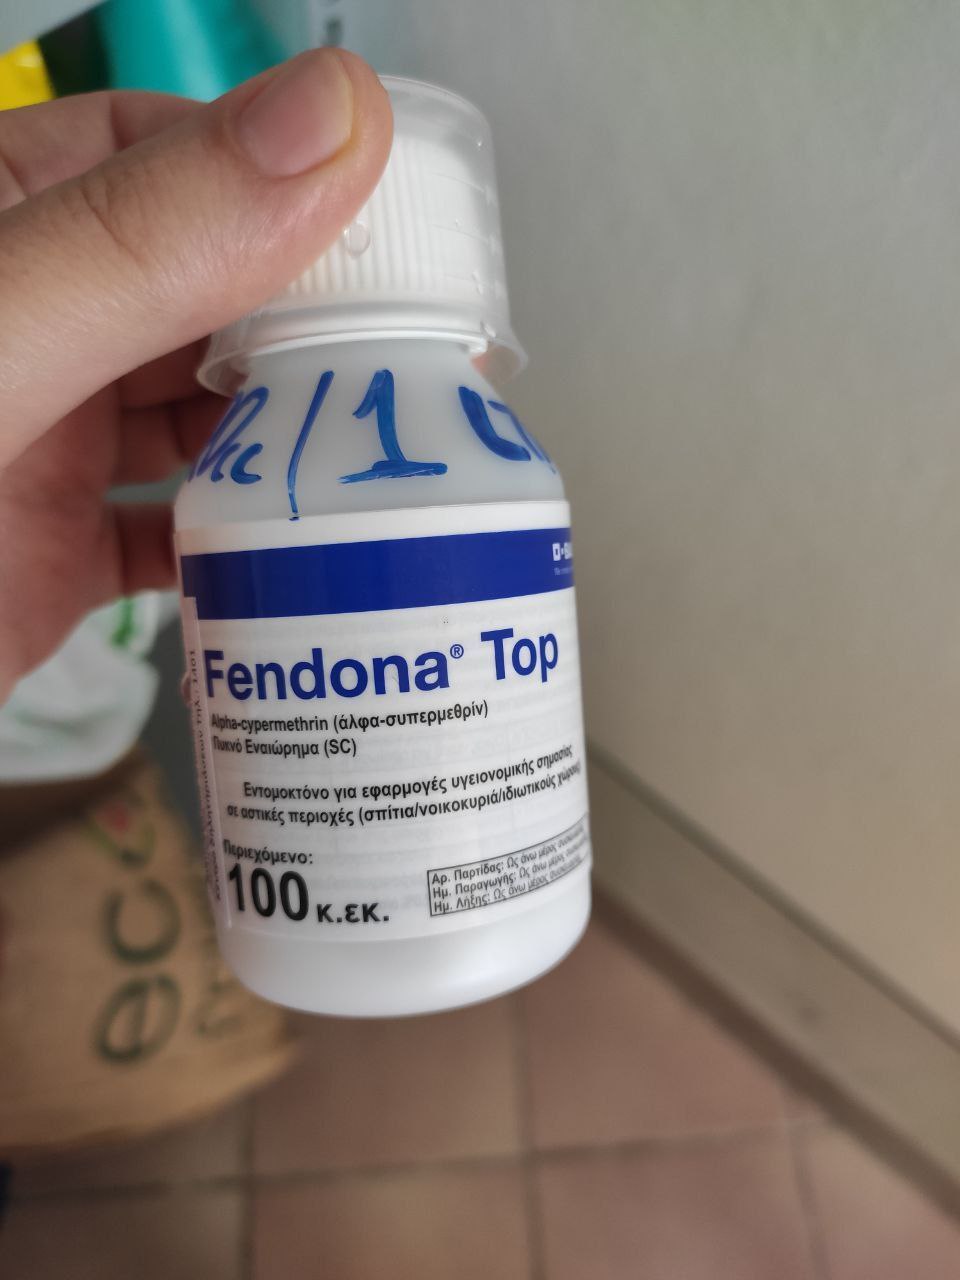 /1
Fendona® Top
Alpha-cypermethrin (άλφα-συπερμεθρίν)
Πυκνό Εναιώρημα (SC)
Εντομοκτόνο για εφαρμογές υγειονομικής σημασίας
σε αστικές περιοχές (σπίτια/νοικοκυριά/ιδιωτικούς χώρους)
Περιεχόμενο:
100 κ.εκ.
Αρ. Παρτίδας: Ως άνω μέρος συσκευασίας
Ημ. Παραγωγής: Ως άνω μέρος συσκευασίας
Ημ. Λήξης: Ως άνω μέρος συσκευασίας
eco